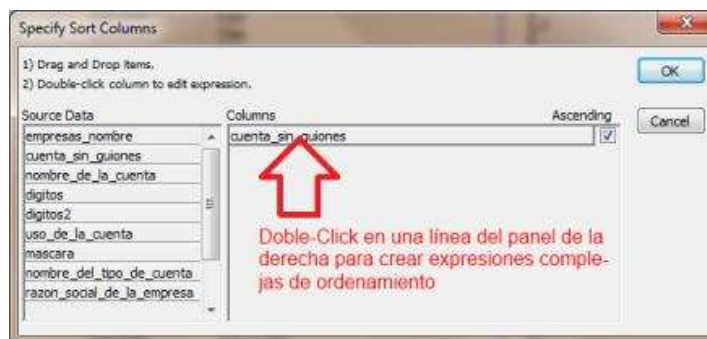 Specify Sort Columns
1) Drag and Drop items.
2) Double-click column to edit expression.
OK
Source Data
Columns
Ascending
Cancel
empresas_nombre
cuenta_sin_guiones
nombre_de_la_cuenta
digitos
digitos2
uso_de_la_cuenta
mascara
nombre_del_tipo_de_cuenta
razon_social_de_la_empresa
cuenta_sin_guiones
Doble-Click en una línea del panel de la
derecha para crear expresiones comple-
jas de ordenamiento